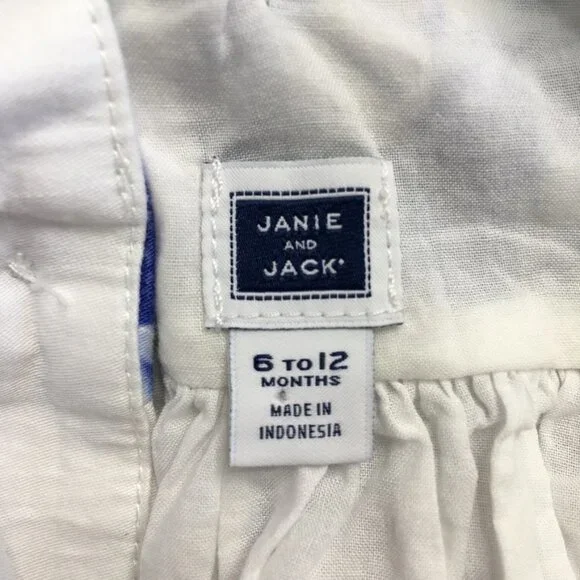 JANIE
AND
JACK®
6 TO 12
MONTHS
MADE IN
INDONESIA